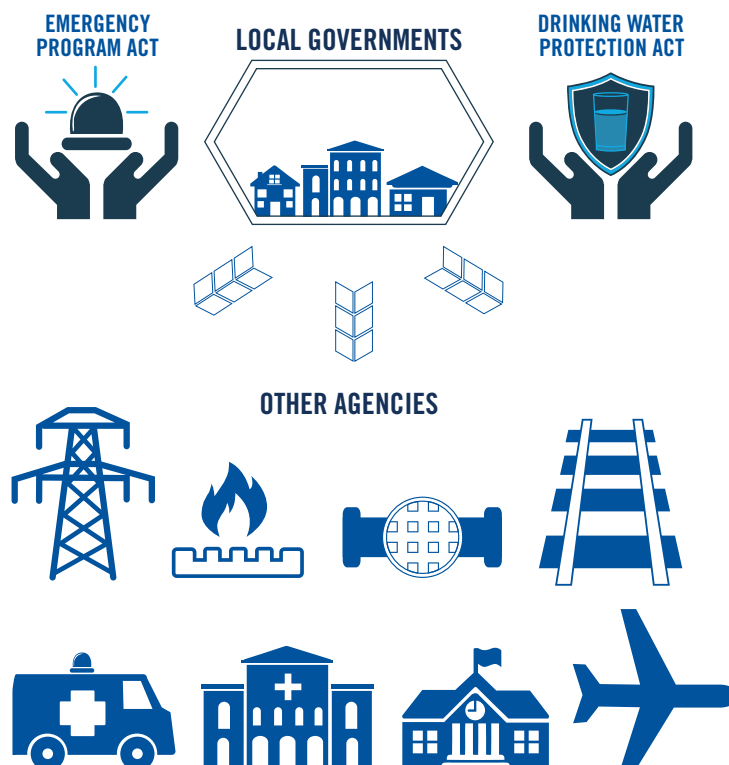 EMERGENCY
PROGRAM ACT
LOCAL GOVERNMENTS
DRINKING WATER
PROTECTION ACT
OTHER AGENCIES